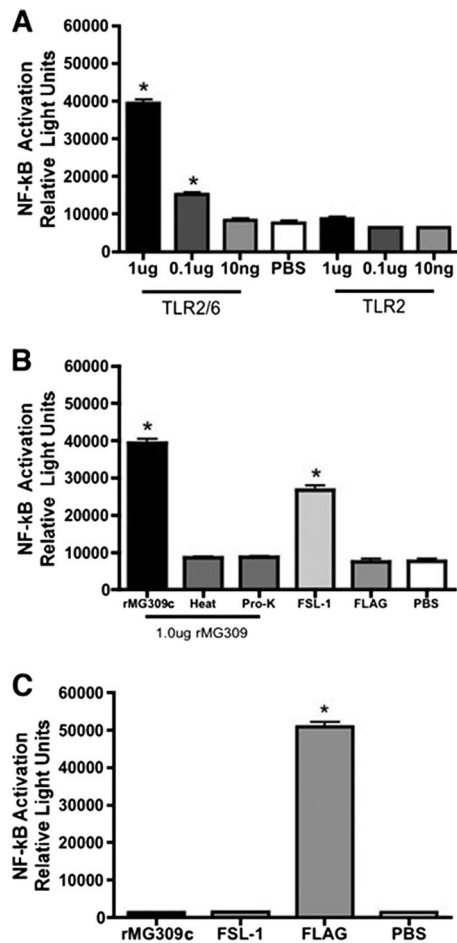 A
NF-kB Activation
Relative Light Units
60000
50000
40000
30000
20000
10000
0
* *
1ug 0.1ug 10ng PBS 1ug 0.1ug 10ng
TLR2/6 TLR2
B
NF-kB Activation
Relative Light Units
60000
50000
40000
30000
20000
10000
0
* *
rMG309c Heat Pro-K FSL-1 FLAG PBS
1.0ug rMG309
C
NF-kB Activation
Relative Light Units
60000
50000
40000
30000
20000
10000
0
*
rMG309c FSL-1 FLAG PBS